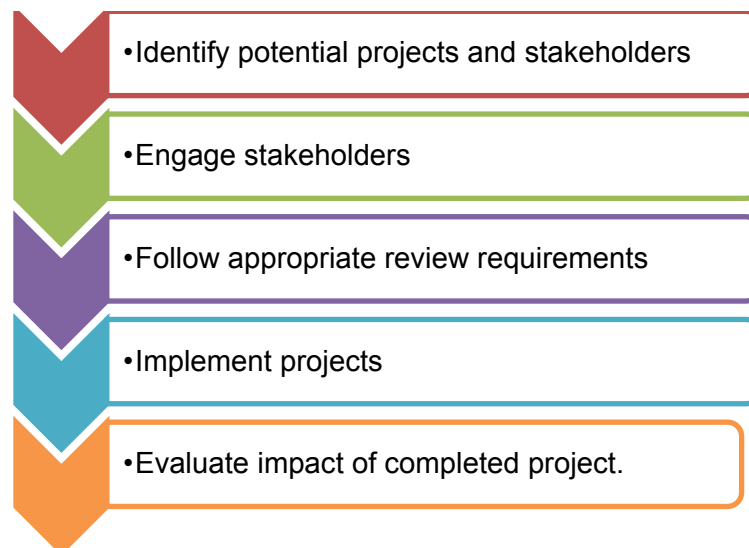 •Identify potential projects and stakeholders
•Engage stakeholders
•Follow appropriate review requirements
•Implement projects
•Evaluate impact of completed project.